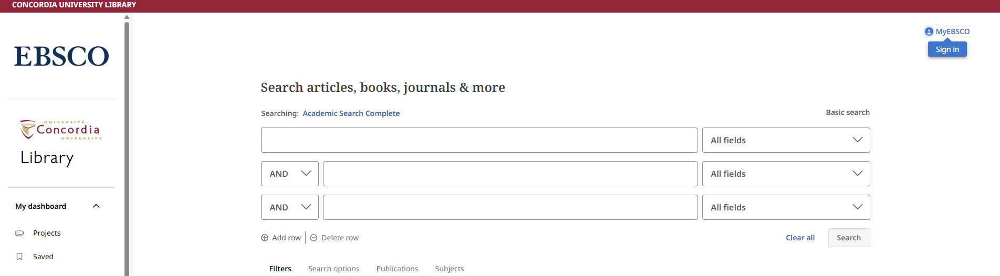 CONCORDIA UNIVERSITY LIBRARY
EBSCO
UNIVERSITÉ
Concordia
UNIVERSITY
Library
My dashboard
Projects
Saved
MyEBSCO
Sign in
Search articles, books, journals & more
Searching: Academic Search Complete
Basic search
All fields
AND
All fields
AND
All fields
Add row
Delete row
Clear all
Search
Filters
Search options
Publications
Subjects